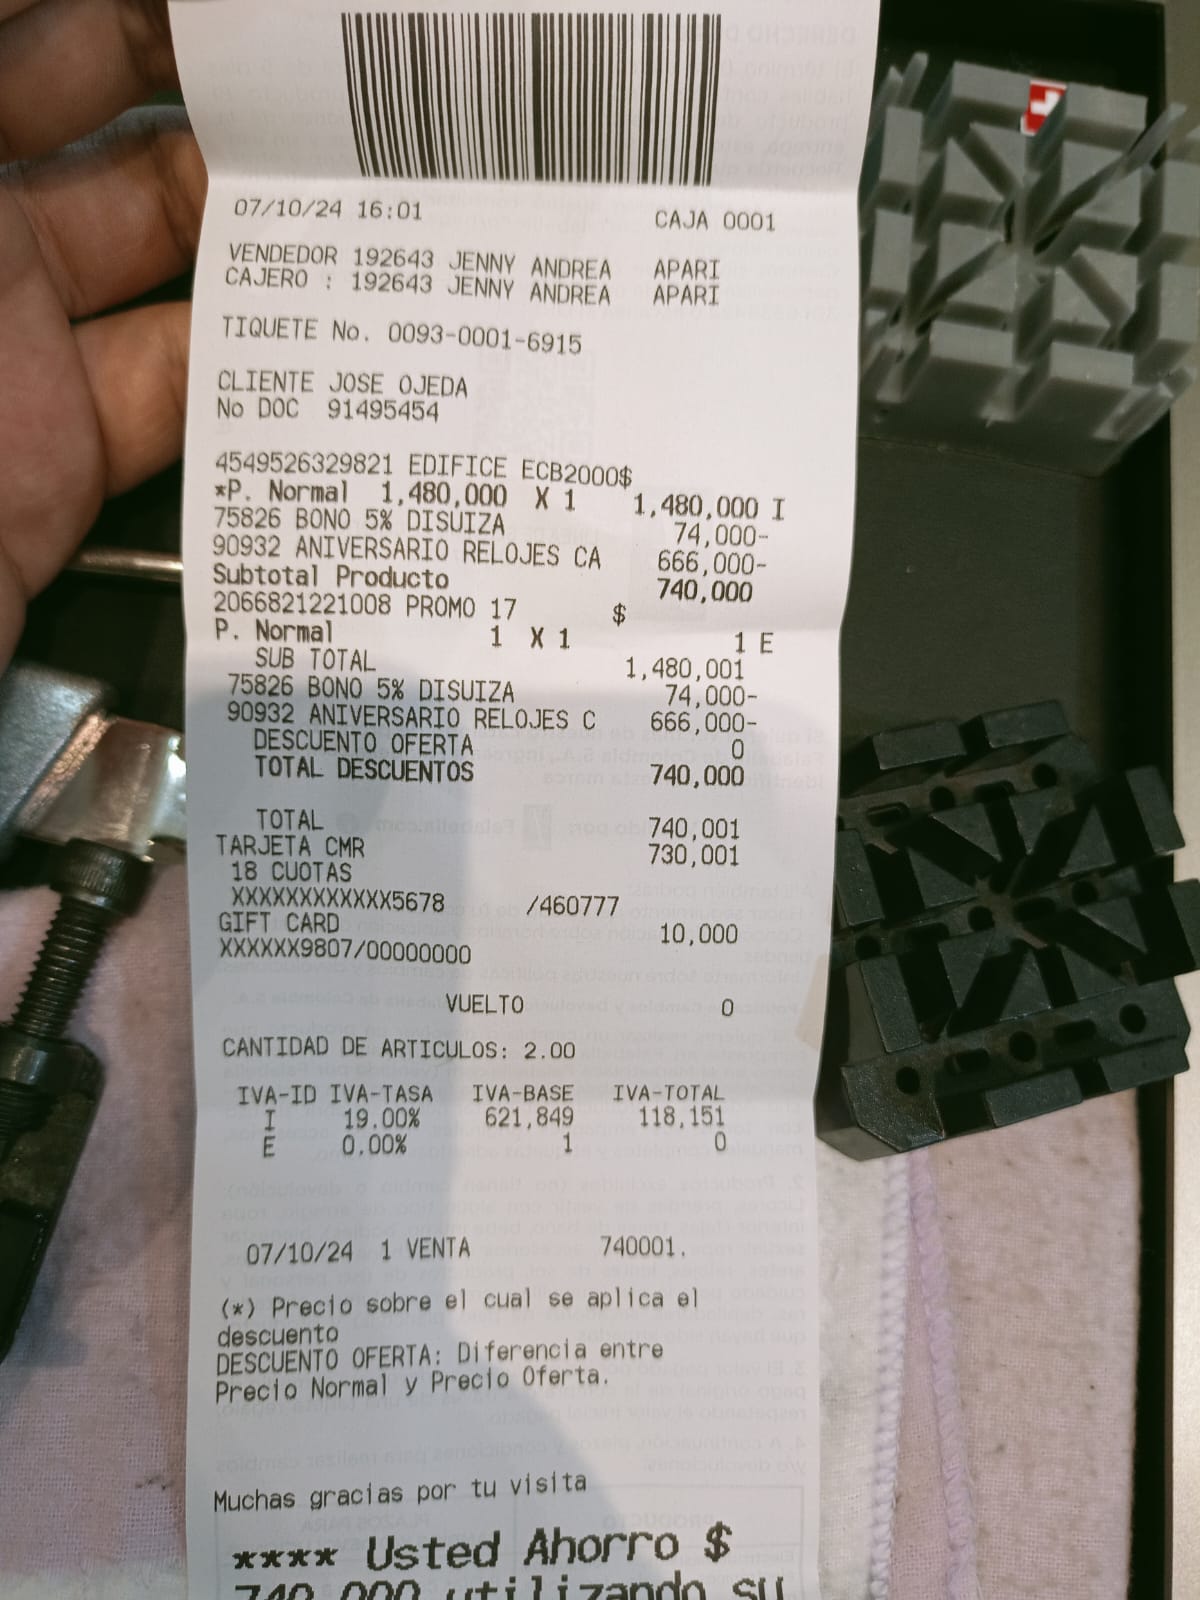 07/10/24 16:01 CAJA 0001
VENDEDOR 192643 JENNY ANDREA APARI
CAJERO : 192643 JENNY ANDREA APARI
TIQUETE No. 0093-0001-6915
CLIENTE JOSE OJEDA
No DOC 91495454
4549526329821 EDIFICE ECB2000$
*P. Normal 1,480,000 X 1 1,480,000 I
75826 BONO 5% DISUIZA 74,000-
90932 ANIVERSARIO RELOJES CA 666,000-
Subtotal Producto 740,000
2066821221008 PROMO 17 $
P. Normal 1 X 1 1 E
SUB TOTAL 1,480,001
75826 BONO 5% DISUIZA 74,000-
90932 ANIVERSARIO RELOJES C 666,000-
DESCUENTO OFERTA 0
TOTAL DESCUENTOS 740,000
TOTAL 740,001
TARJETA CMR 730,001
18 CUOTAS
XXXXXXXXXXXX5678 /460777
GIFT CARD 10,000
XXXXXX9807/00000000
VUELTO 0
CANTIDAD DE ARTICULOS: 2.00
IVA-ID IVA-TASA IVA-BASE IVA-TOTAL
I 19.00% 621,849 118,151
E 0.00% 1 0
07/10/24 1 VENTA 740001.
(*) Precio sobre el cual se aplica el
descuento
DESCUENTO OFERTA: Diferencia entre
Precio Normal y Precio Oferta.
Muchas gracias por tu visita
**** Usted Ahorro $
740,000 utilizando su